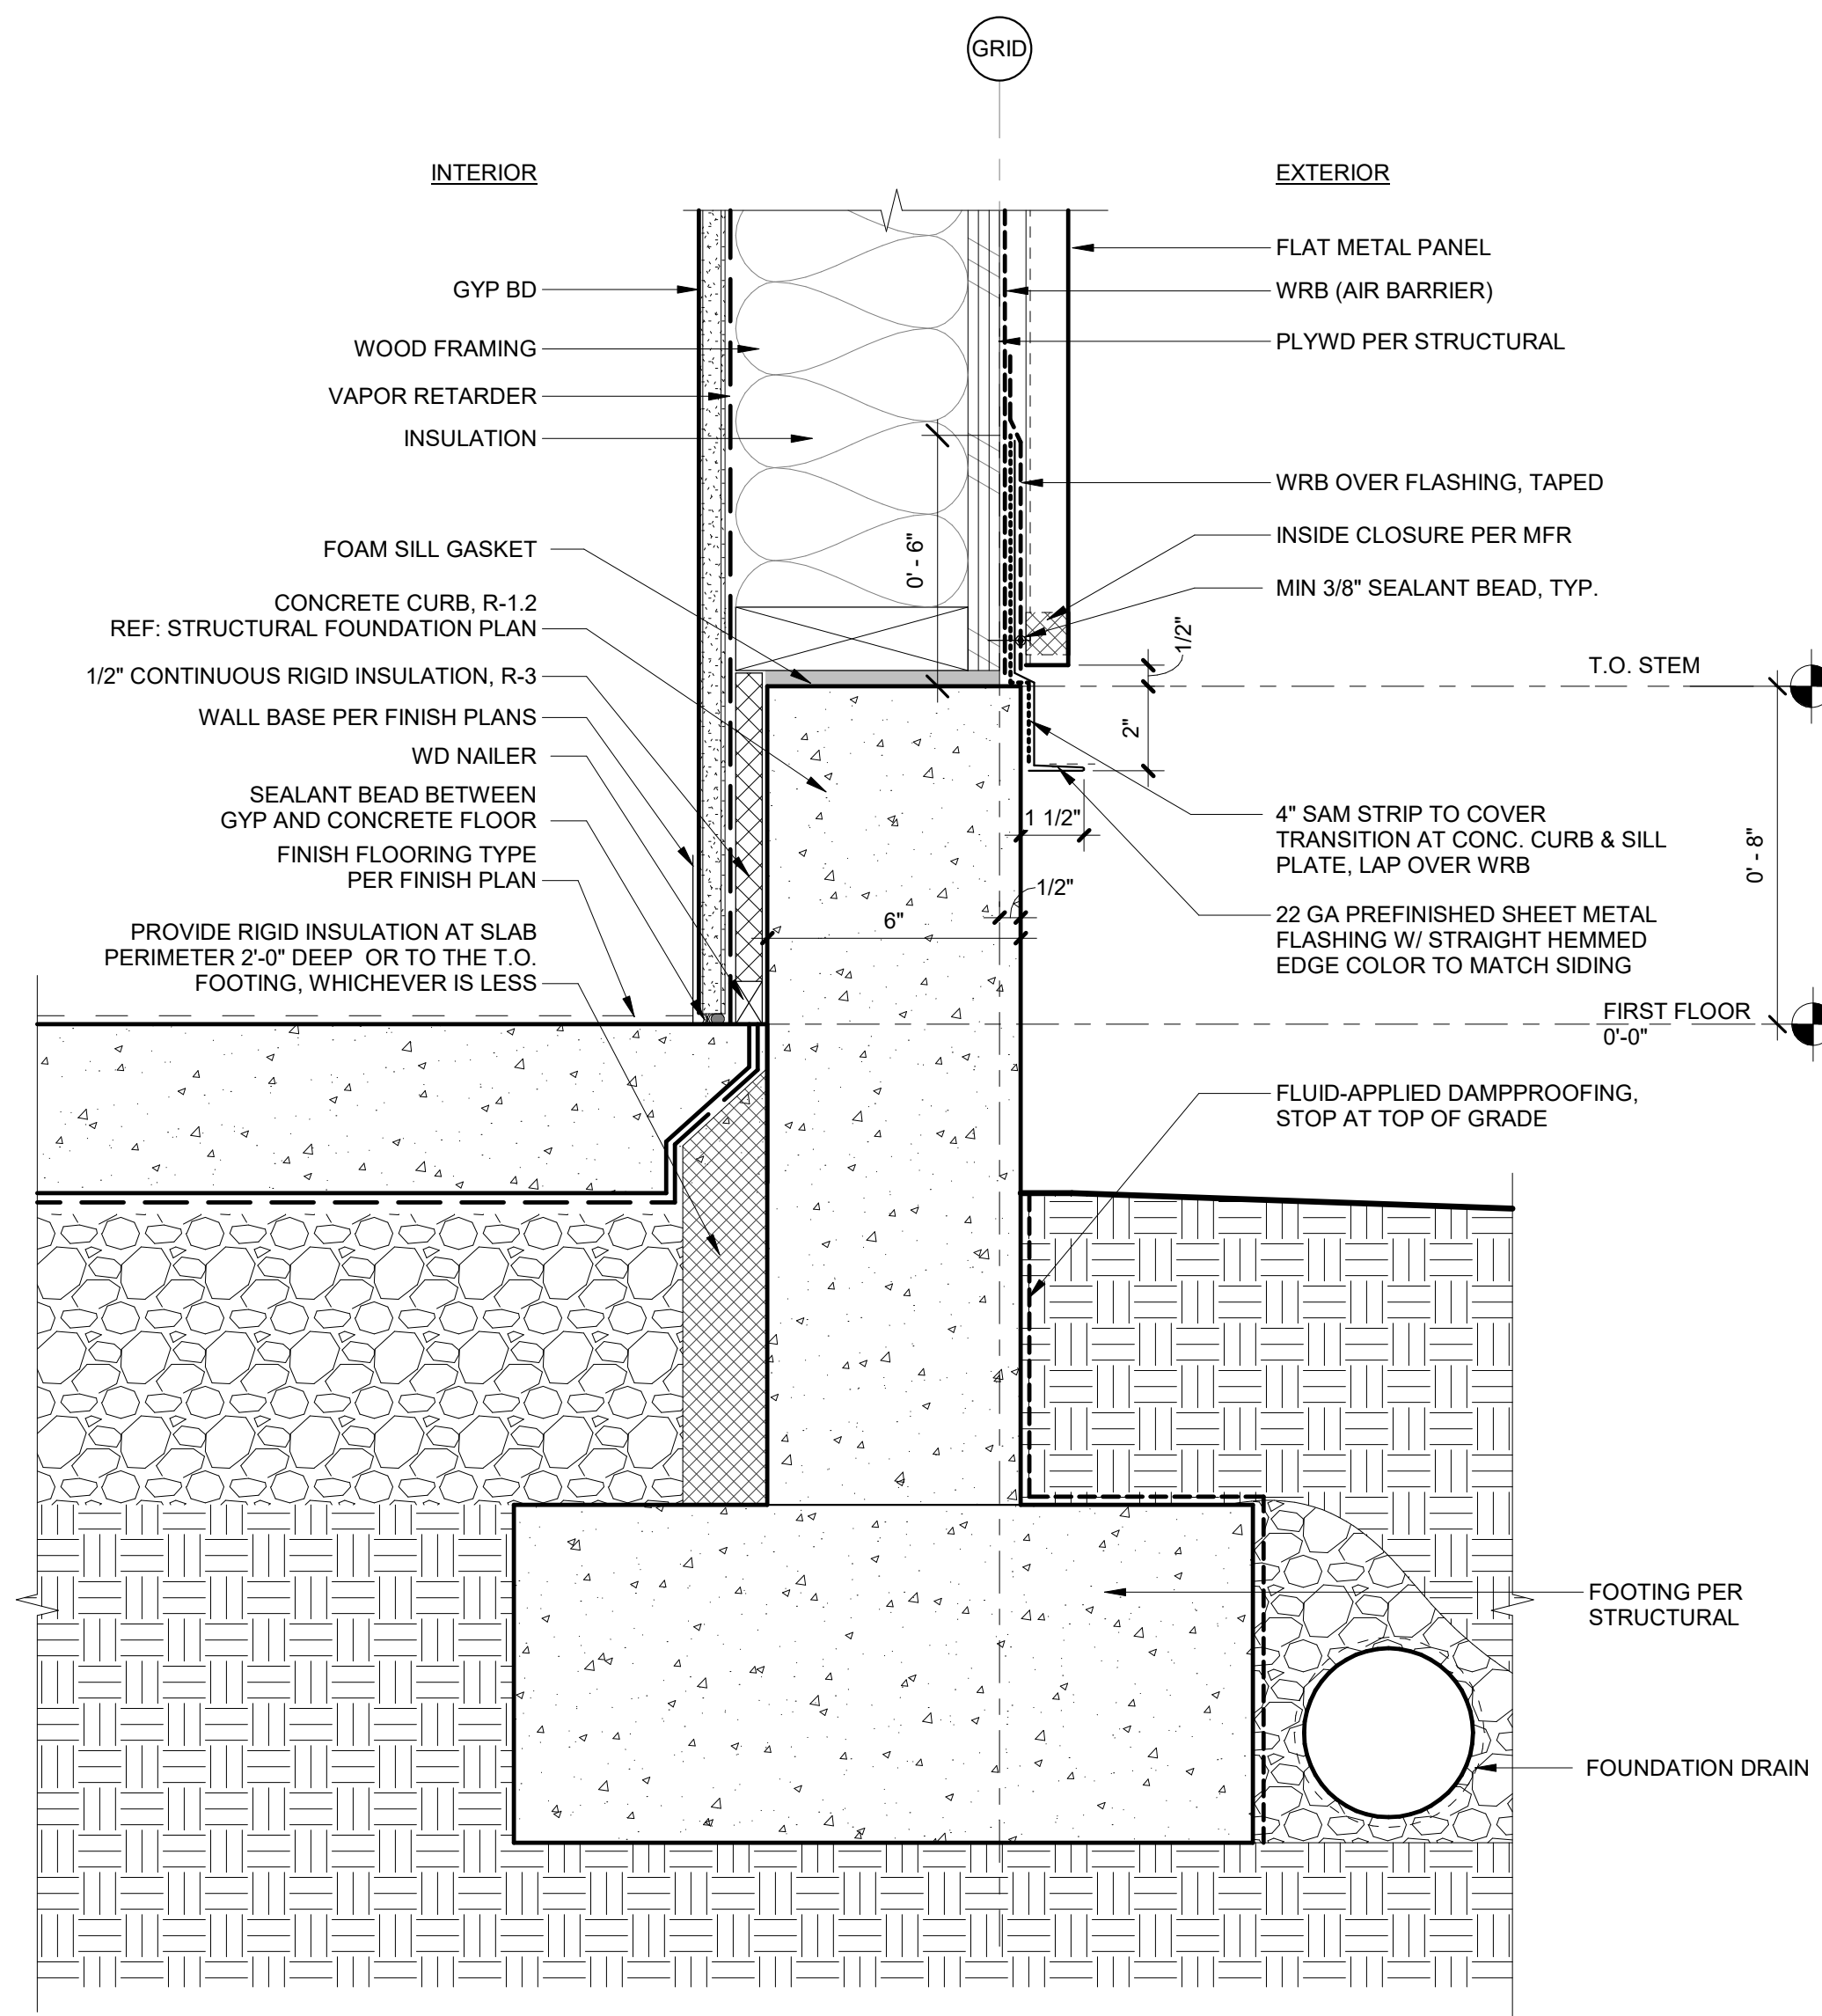 GRID
INTERIOR
EXTERIOR
GYP BD
WOOD FRAMING
VAPOR RETARDER
INSULATION
FOAM SILL GASKET
CONCRETE CURB, R-1.2
REF: STRUCTURAL FOUNDATION PLAN
1/2" CONTINUOUS RIGID INSULATION, R-3
WALL BASE PER FINISH PLANS
WD NAILER
SEALANT BEAD BETWEEN
GYP AND CONCRETE FLOOR
FINISH FLOORING TYPE
PER FINISH PLAN
PROVIDE RIGID INSULATION AT SLAB
PERIMETER 2'-0" DEEP OR TO THE T.O.
FOOTING, WHICHEVER IS LESS
0' - 6"
6"
1/2"
1 1/2"
2"
1/2"
FLAT METAL PANEL
WRB (AIR BARRIER)
PLYWD PER STRUCTURAL
WRB OVER FLASHING, TAPED
INSIDE CLOSURE PER MFR
MIN 3/8" SEALANT BEAD, TYP.
T.O. STEM
0' - 8"
4" SAM STRIP TO COVER
TRANSITION AT CONC. CURB & SILL
PLATE, LAP OVER WRB
22 GA PREFINISHED SHEET METAL
FLASHING W/ STRAIGHT HEMMED
EDGE COLOR TO MATCH SIDING
FIRST FLOOR
0'-0"
FLUID-APPLIED DAMPPROOFING,
STOP AT TOP OF GRADE
FOOTING PER
STRUCTURAL
FOUNDATION DRAIN